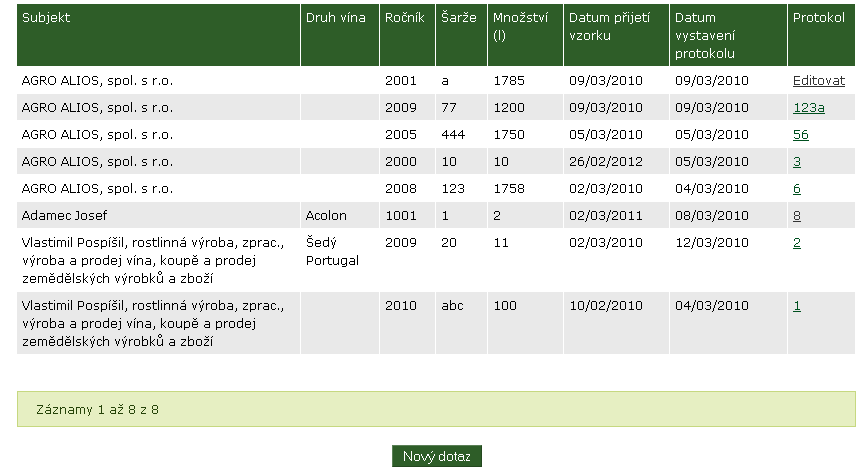 Subjekt Druh vína Ročník Šarže Množství (l) Datum přijetí vzorku Datum vystavení protokolu Protokol
AGRO ALIOS, spol. s r.o. 2001 a 1785 09/03/2010 09/03/2010 Editovat
AGRO ALIOS, spol. s r.o. 2009 77 1200 09/03/2010 09/03/2010 123a
AGRO ALIOS, spol. s r.o. 2005 444 1750 05/03/2010 05/03/2010 56
AGRO ALIOS, spol. s r.o. 2000 10 10 26/02/2012 05/03/2010 3
AGRO ALIOS, spol. s r.o. 2008 123 1758 02/03/2010 04/03/2010 6
Adamec Josef Acolon 1001 1 2 02/03/2011 08/03/2010 8
Vlastimil Pospíšil, rostlinná výroba, zprac., Šedý 2009 20 11 02/03/2010 12/03/2010 2
výroba a prodej vína, koupě a prodej Portugal
zemědělských výrobků a zboží
Vlastimil Pospíšil, rostlinná výroba, zprac., 2010 abc 100 10/02/2010 04/03/2010 1
výroba a prodej vína, koupě a prodej
zemědělských výrobků a zboží
Záznamy 1 až 8 z 8
Nový dotaz